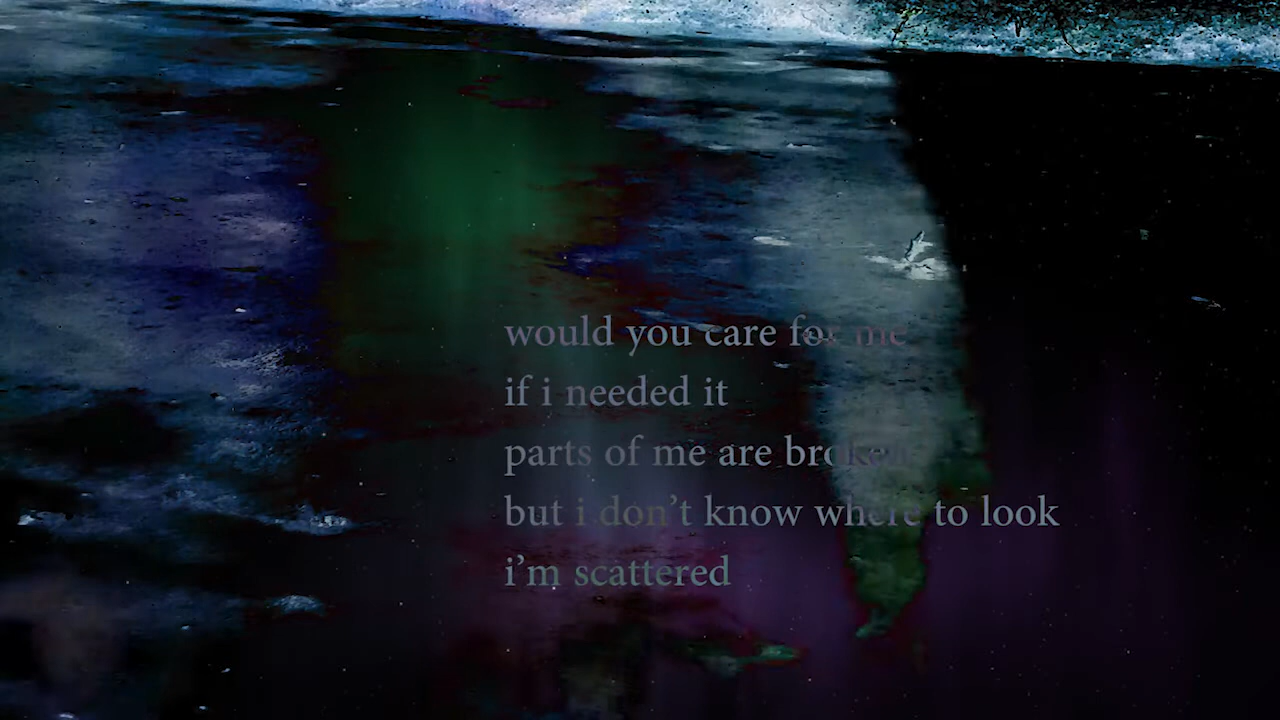 would you care for me
if i needed it
parts of me are broken
but i don’t know where to look
i’m scattered